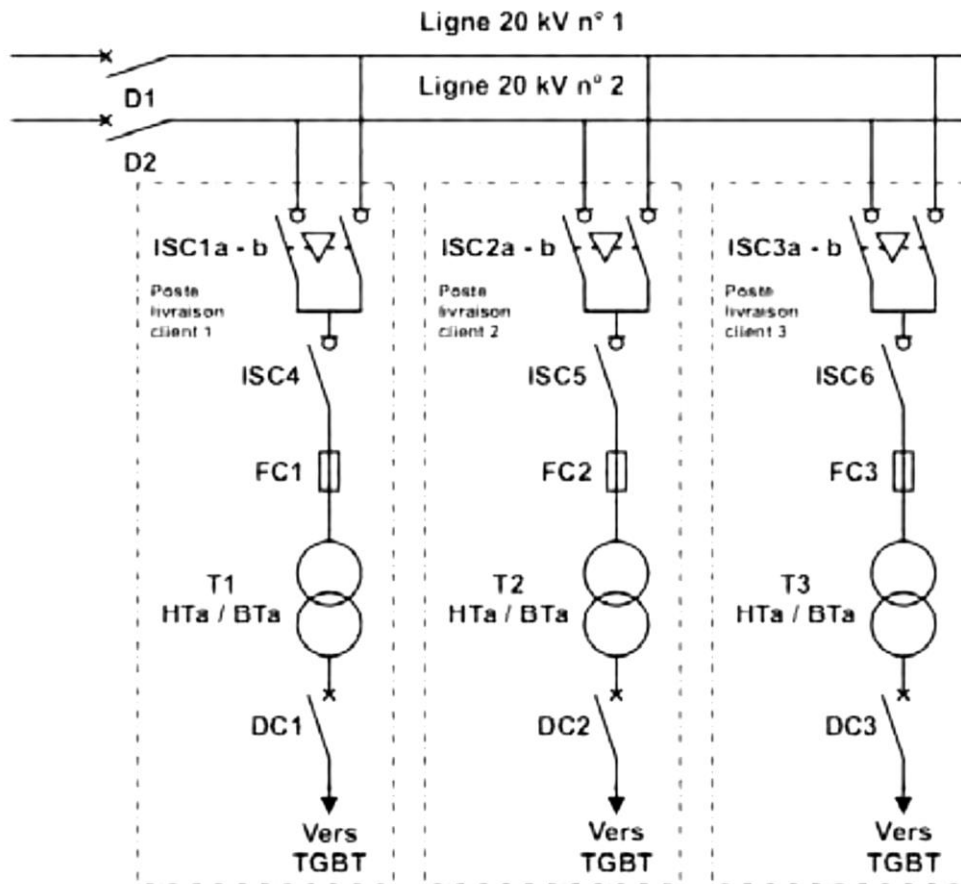 Ligne 20 kV n° 1
D1
Ligne 20 kV n° 2
D2
ISC1a - b
Poste
livraison
client 1
ISC4
FC1
T1
HTa / BTa
DC1
Vers
TGBT
ISC2a - b
Poste
livraison
client 2
ISC5
FC2
T2
HTa / BTa
DC2
Vers
TGBT
ISC3a - b
Poste
livraison
client 3
ISC6
FC3
T3
HTa / BTa
DC3
Vers
TGBT